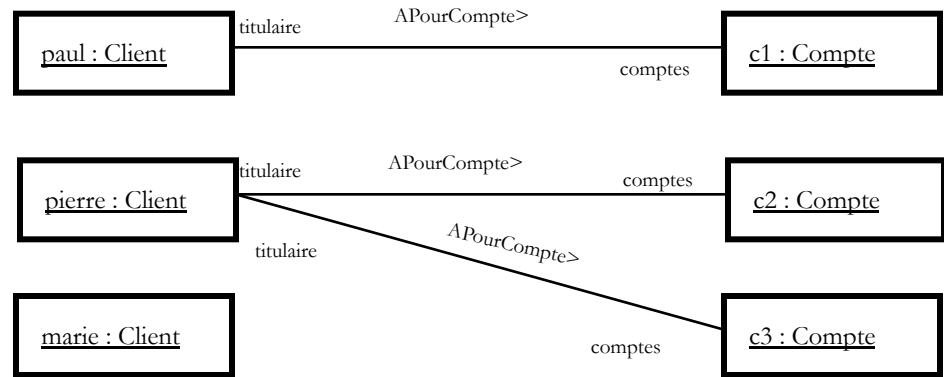 APourCompte>
titulaire
paul : Client
c1 : Compte
comptes
APourCompte>
titulaire
comptes
pierre : Client
c2 : Compte
APourCompte>
titulaire
marie : Client
c3 : Compte
comptes